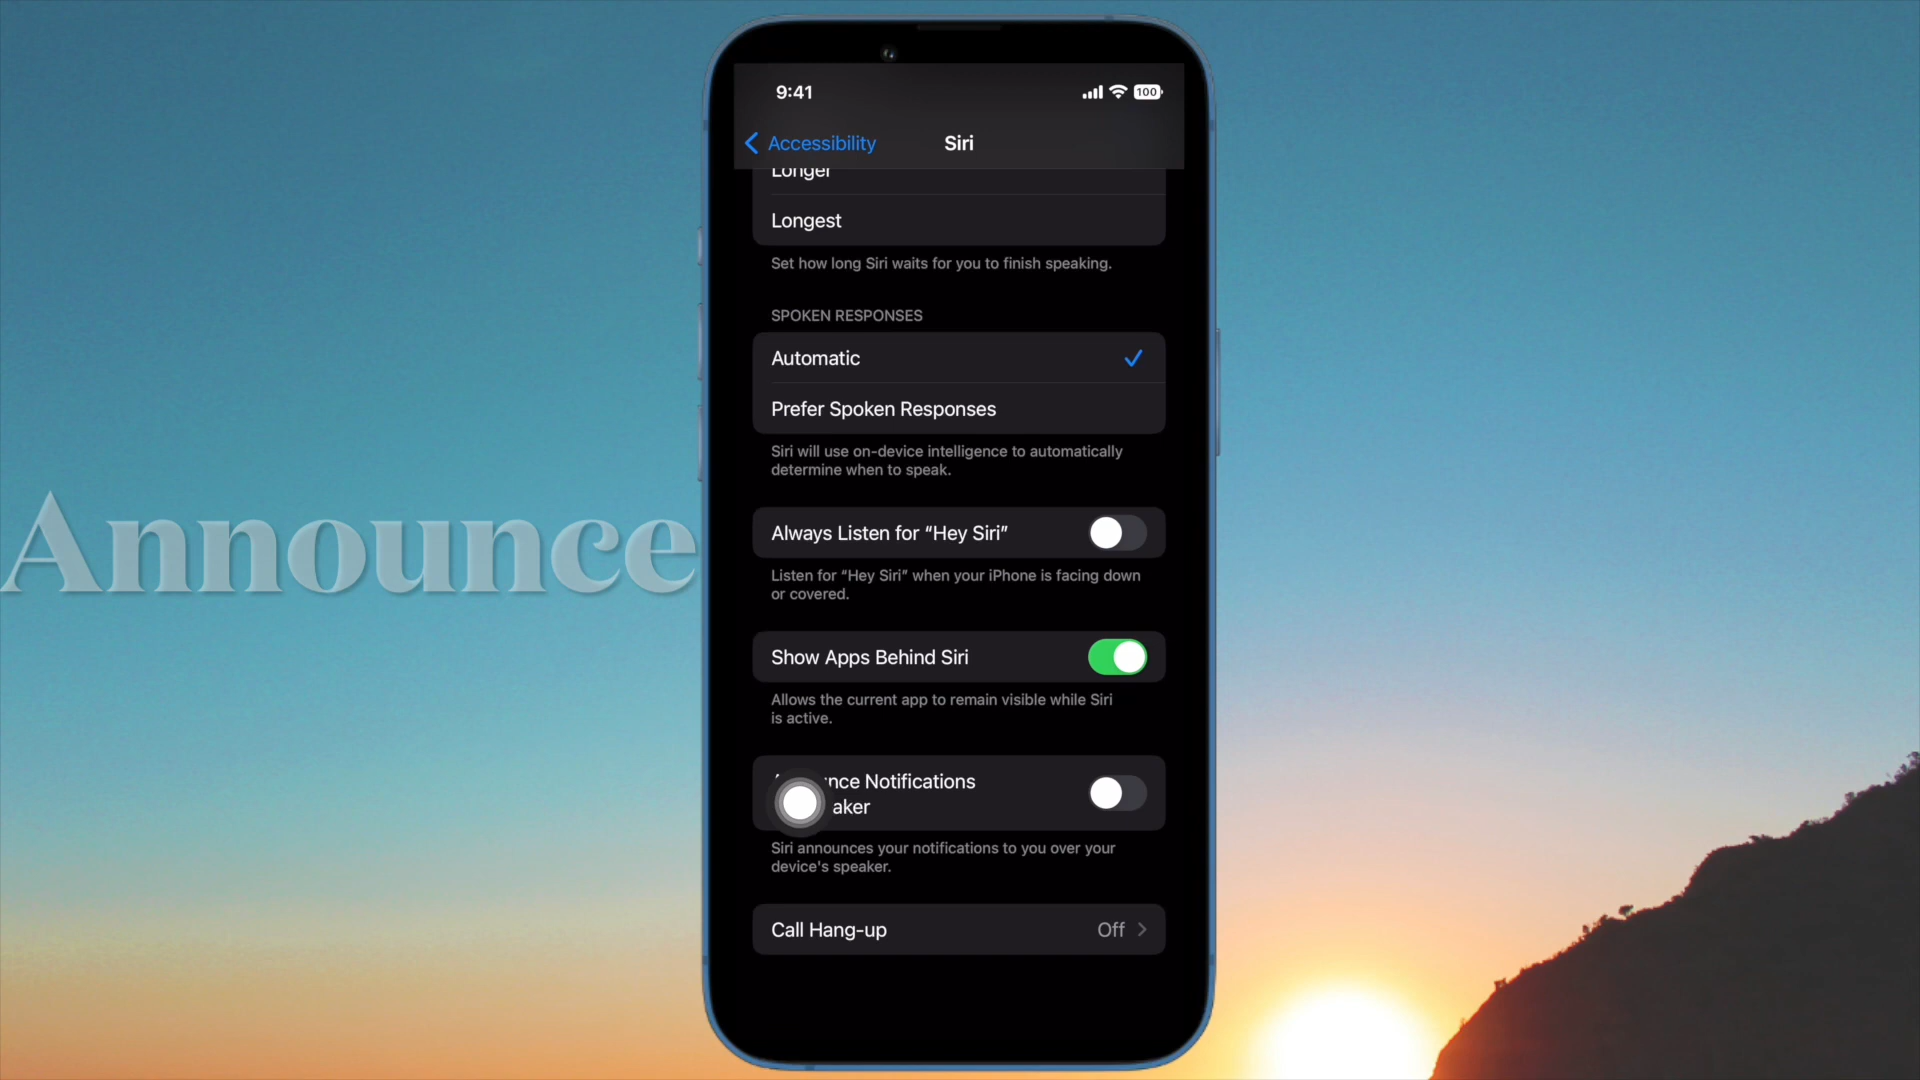 9:41
100
Accessibility
Siri
Longer
Longest
Set how long Siri waits for you to finish speaking.
SPOKEN RESPONSES
Automatic
Prefer Spoken Responses
Siri will use on-device intelligence to automatically
determine when to speak.
Announce
Always Listen for “Hey Siri”
Listen for “Hey Siri” when your iPhone is facing down
or covered.
Show Apps Behind Siri
Allows the current app to remain visible while Siri
is active.
Notifications
Siri announces your notifications to you over your
device's speaker.
Call Hang-up Off